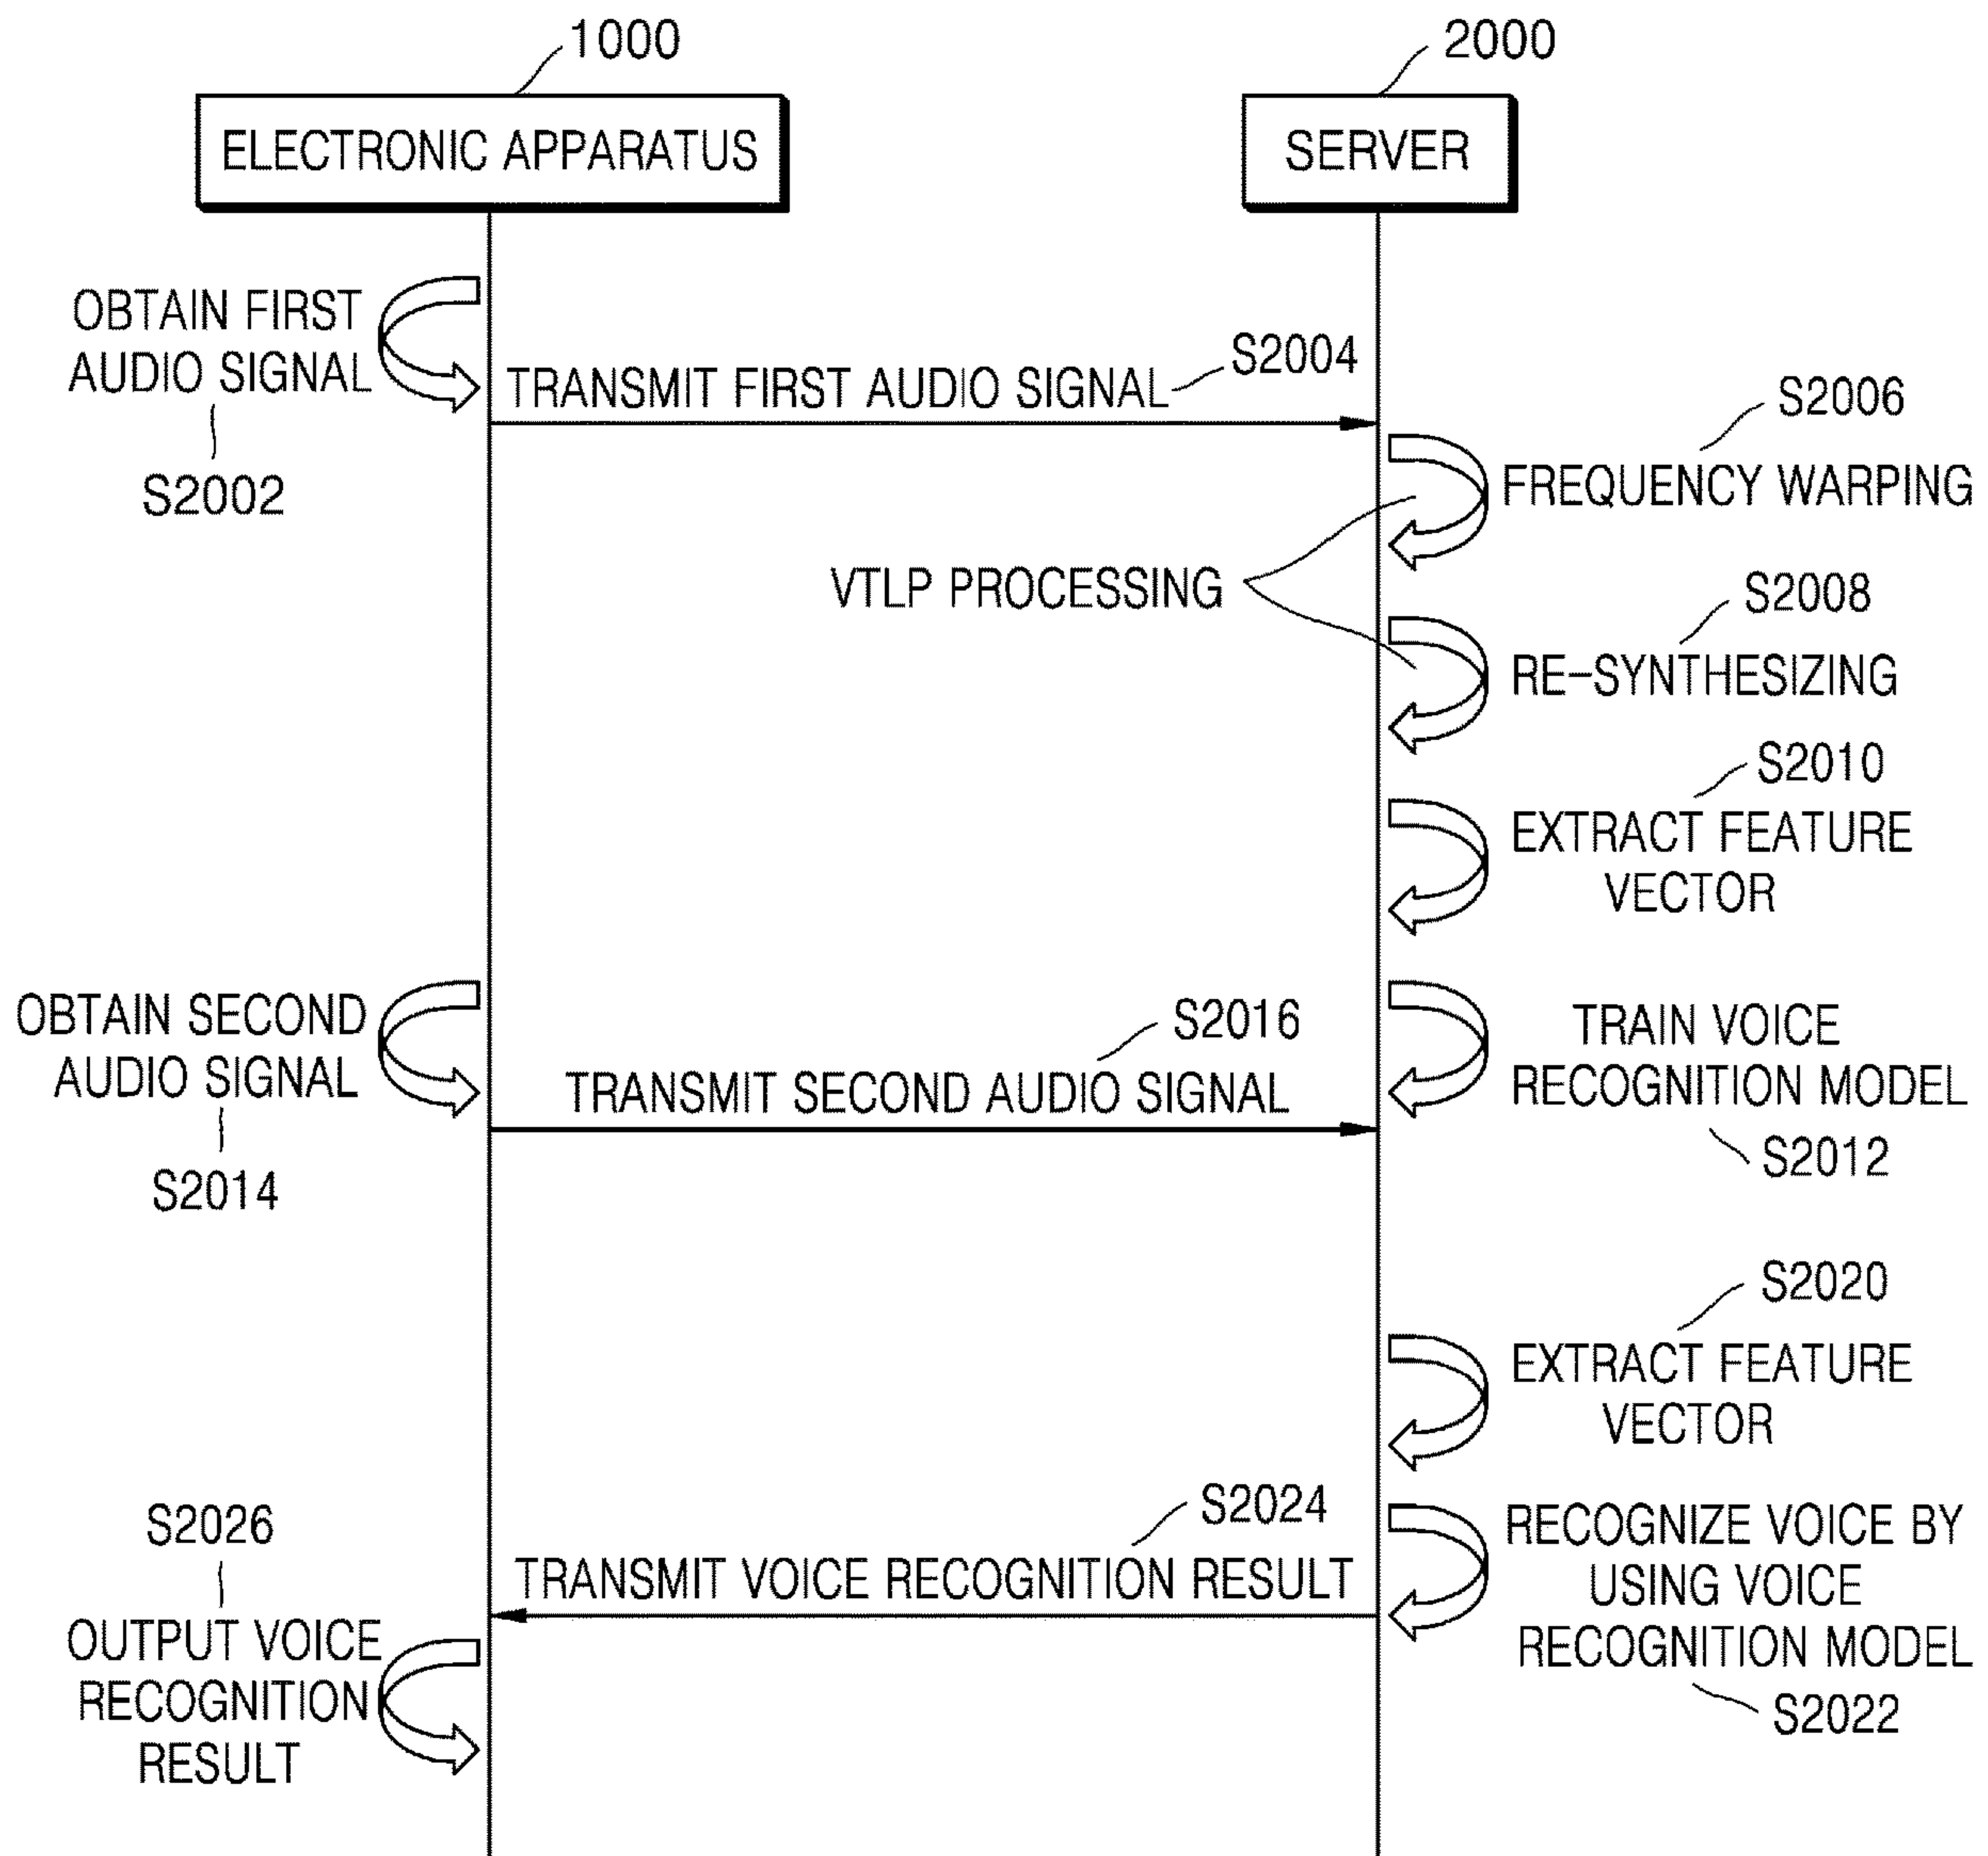 1000
2000
ELECTRONIC APPARATUS
SERVER
OBTAIN FIRST
AUDIO SIGNAL
S2002
TRANSMIT FIRST AUDIO SIGNAL
S2004
S2006
FREQUENCY WARPING
VTLP PROCESSING
S2008
RE-SYNTHESIZING
S2010
EXTRACT FEATURE
VECTOR
OBTAIN SECOND
AUDIO SIGNAL
S2014
S2016
TRANSMIT SECOND AUDIO SIGNAL
TRAIN VOICE
RECOGNITION MODEL
S2012
S2020
EXTRACT FEATURE
VECTOR
S2024
TRANSMIT VOICE RECOGNITION RESULT
RECOGNIZE VOICE BY
USING VOICE
RECOGNITION MODEL
S2022
S2026
OUTPUT VOICE
RECOGNITION
RESULT